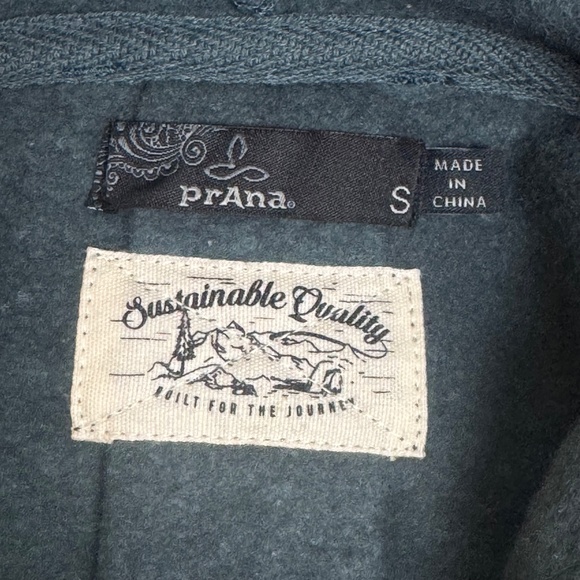 prAna® S
MADE
IN
CHINA
Sustainable Quality
BUILT FOR THE JOURNEY